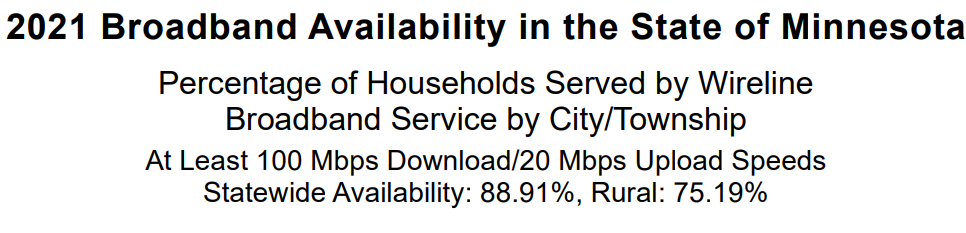 2021 Broadband Availability in the State of Minnesota
Percentage of Households Served by Wireline
Broadband Service by City/Township
At Least 100 Mbps Download/20 Mbps Upload Speeds
Statewide Availability: 88.91%, Rural: 75.19%